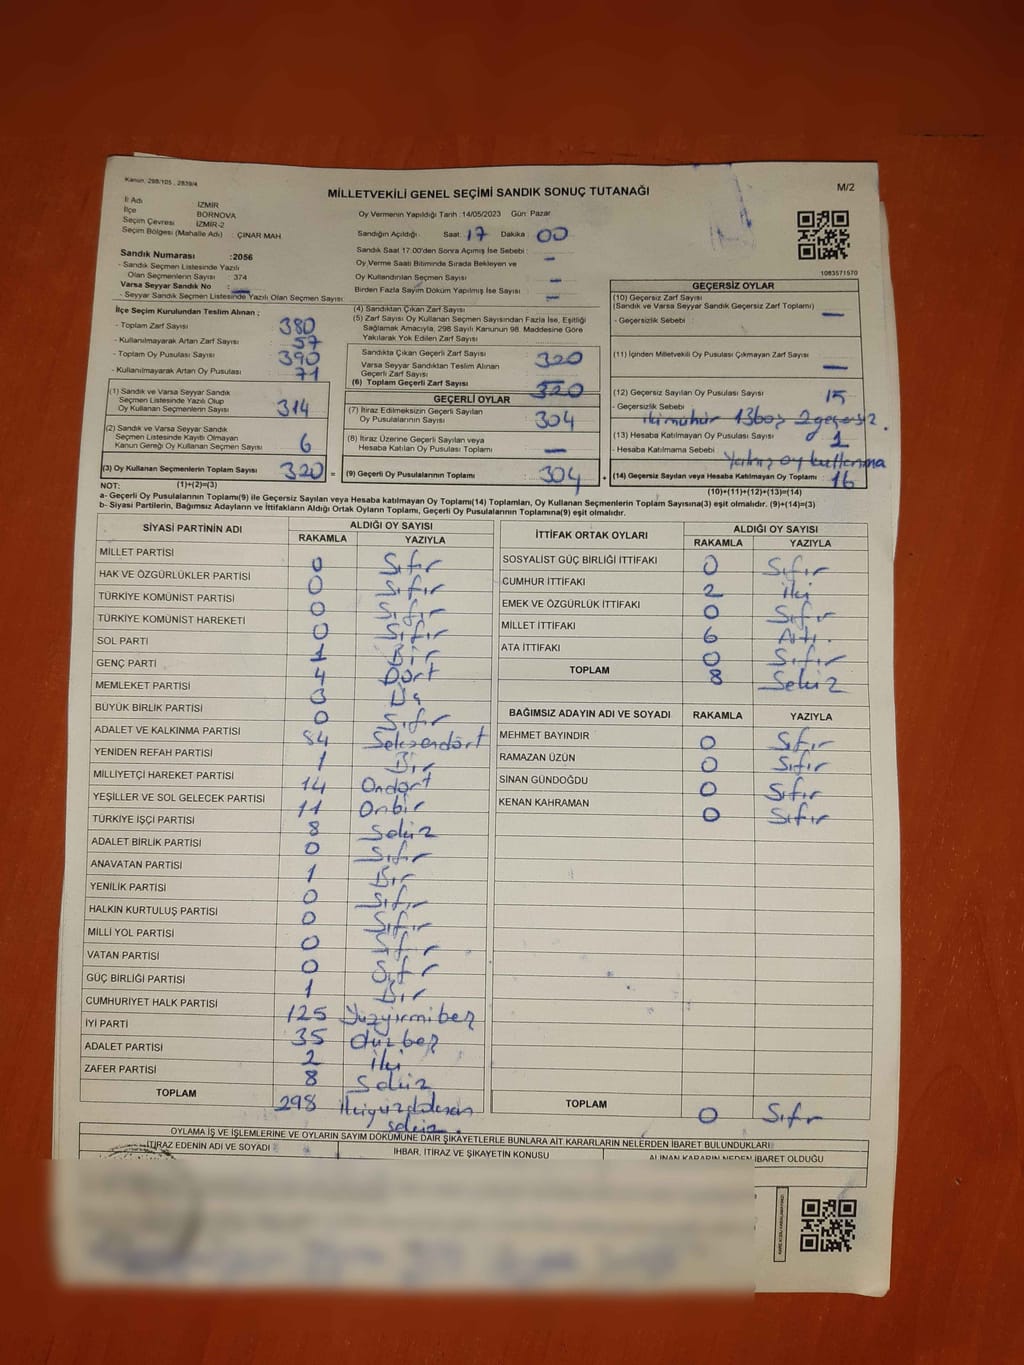 Kanun, 298/105 , 2839/4
MİLLETVEKİLİ GENEL SEÇİMİ SANDIK SONUÇ TUTANAĞI
M/2
İl Adı İZMİR
İlçe BORNOVA
Seçim Çevresi İZMİR-2
Seçim Bölgesi (Mahalle Adı) : ÇINAR MAH
Oy Vermenin Yapıldığı Tarih :14/05/2023 Gün: Pazar
Sandığın Açıldığı : Saat: 17 Dakika : 00
Sandık Saat 17:00'den Sonra Açımış İse Sebebi :
Oy Verme Saati Bitiminde Sırada Bekleyen ve
Oy Kullandırılan Seçmen Sayısı : –
Birden Fazla Sayım Döküm Yapılmış İse Sayısı : –
1083571570
Sandık Numarası :2056
- Sandık Seçmen Listesinde Yazılı
Olan Seçmenlerin Sayısı : 374
Varsa Seyyar Sandık No : –
- Seyyar Sandık Seçmen Listesinde Yazılı Olan Seçmen Sayısı:
İlçe Seçim Kurulundan Teslim Alınan ;
- Toplam Zarf Sayısı : 380
- Kullanılmayarak Artan Zarf Sayısı : 57
- Toplam Oy Pusulası Sayısı : 390
- Kullanılmayarak Artan Oy Pusulası : 71
(1) Sandık ve Varsa Seyyar Sandık
Seçmen Listesinde Yazılı Olup
Oy Kullanan Seçmenlerin Sayısı : 314
(2) Sandık ve Varsa Seyyar Sandık
Seçmen Listesinde Kayıtlı Olmayan
Kanun Gereği Oy Kullanan Seçmen Sayısı : 6
(3) Oy Kullanan Seçmenlerin Toplam Sayısı : 320 =
(1)+(2)=(3)
(4) Sandıktan Çıkan Zarf Sayısı :
(5) Zarf Sayısı Oy Kullanan Seçmen Sayısından Fazla İse, Eşitliği
Sağlamak Amacıyla, 298 Sayılı Kanunun 98. Maddesine Göre
Yakılarak Yok Edilen Zarf Sayısı :
Sandıkta Çıkan Geçerli Zarf Sayısı : 320
Varsa Seyyar Sandıktan Teslim Alınan
Geçerli Zarf Sayısı : –
(6) Toplam Geçerli Zarf Sayısı : 320
GEÇERLİ OYLAR
(7) İtiraz Edilmeksizin Geçerli Sayılan
Oy Pusulalarının Sayısı : 304
(8) İtiraz Üzerine Geçerli Sayılan veya
Hesaba Katılan Oy Pusulası Toplamı : –
(9) Geçerli Oy Pusulalarının Toplamı : 304 +
GEÇERSİZ OYLAR
(10) Geçersiz Zarf Sayısı
(Sandık ve Varsa Seyyar Sandık Geçersiz Zarf Toplamı) : –
- Geçersizlik Sebebi :
(11) İçinden Milletvekili Oy Pusulası Çıkmayan Zarf Sayısı : –
(12) Geçersiz Sayılan Oy Pusulası Sayısı : 15
- Geçersizlik Sebebi : iki mühür 13 boş 2 geçersiz.
(13) Hesaba Katılmayan Oy Pusulası Sayısı : 1
- Hesaba Katılmama Sebebi : Yanlış oy kullanma
(14) Geçersiz Sayılan veya Hesaba Katılmayan Oy Toplamı : 16
(10)+(11)+(12)+(13)=(14)
NOT:
a- Geçerli Oy Pusulalarının Toplamı(9) ile Geçersiz Sayılan veya Hesaba katılmayan Oy Toplamı(14) Toplamları, Oy Kullanan Seçmenlerin Toplam Sayısına(3) eşit olmalıdır. (9)+(14)=(3)
b- Siyasi Partilerin, Bağımsız Adayların ve İttifakların Aldığı Ortak Oyların Toplamı, Geçerli Oy Pusulalarının Toplamına(9) eşit olmalıdır.
SİYASİ PARTİNİN ADI ALDIĞI OY SAYISI
RAKAMLA YAZIYLA
MİLLET PARTİSİ 0 Sıfır
HAK VE ÖZGÜRLÜKLER PARTİSİ 0 Sıfır
TÜRKİYE KOMÜNİST PARTİSİ 0 Sıfır
TÜRKİYE KOMÜNİST HAREKETİ 0 Sıfır
SOL PARTİ 1 Bir
GENÇ PARTİ 4 Dört
MEMLEKET PARTİSİ 3 Üç
BÜYÜK BİRLİK PARTİSİ 0 Sıfır
ADALET VE KALKINMA PARTİSİ 84 Seksendört
YENİDEN REFAH PARTİSİ 1 Bir
MİLLİYETÇİ HAREKET PARTİSİ 14 Ondört
YEŞİLLER VE SOL GELECEK PARTİSİ 11 Onbir
TÜRKİYE İŞÇİ PARTİSİ 8 Sekiz
ADALET BİRLİK PARTİSİ 0 Sıfır
ANAVATAN PARTİSİ 1 Bir
YENİLİK PARTİSİ 0 Sıfır
HALKIN KURTULUŞ PARTİSİ 0 Sıfır
MİLLİ YOL PARTİSİ 0 Sıfır
VATAN PARTİSİ 0 Sıfır
GÜÇ BİRLİĞİ PARTİSİ 1 Bir
CUMHURİYET HALK PARTİSİ 125 Yüzyirmibeş
İYİ PARTİ 35 Otuzbeş
ADALET PARTİSİ 2 İki
ZAFER PARTİSİ 8 Sekiz
TOPLAM 298 İkiyüzdoksan
sekiz.
İTTİFAK ORTAK OYLARI ALDIĞI OY SAYISI
RAKAMLA YAZIYLA
SOSYALİST GÜÇ BİRLİĞİ İTTİFAKI 0 Sıfır
CUMHUR İTTİFAKI 2 İki
EMEK VE ÖZGÜRLÜK İTTİFAKI 0 Sıfır
MİLLET İTTİFAKI 6 Altı.
ATA İTTİFAKI 0 Sıfır
TOPLAM 8 Sekiz
BAĞIMSIZ ADAYIN ADI VE SOYADI RAKAMLA YAZIYLA
MEHMET BAYINDIR 0 Sıfır
RAMAZAN ÜZÜN 0 Sıfır
SİNAN GÜNDOĞDU 0 Sıfır
KENAN KAHRAMAN 0 Sıfır
TOPLAM 0 Sıfır
OYLAMA İŞ VE İŞLEMLERİNE VE OYLARIN SAYIM DÖKÜMÜNE DAİR ŞİKAYETLERLE BUNLARA AİT KARARLARIN NELERDEN İBARET BULUNDUKLARI
İTİRAZ EDENİN ADI VE SOYADI İHBAR, İTİRAZ VE ŞİKAYETİN KONUSU ALINAN KARARIN NEDEN İBARET OLDUĞU